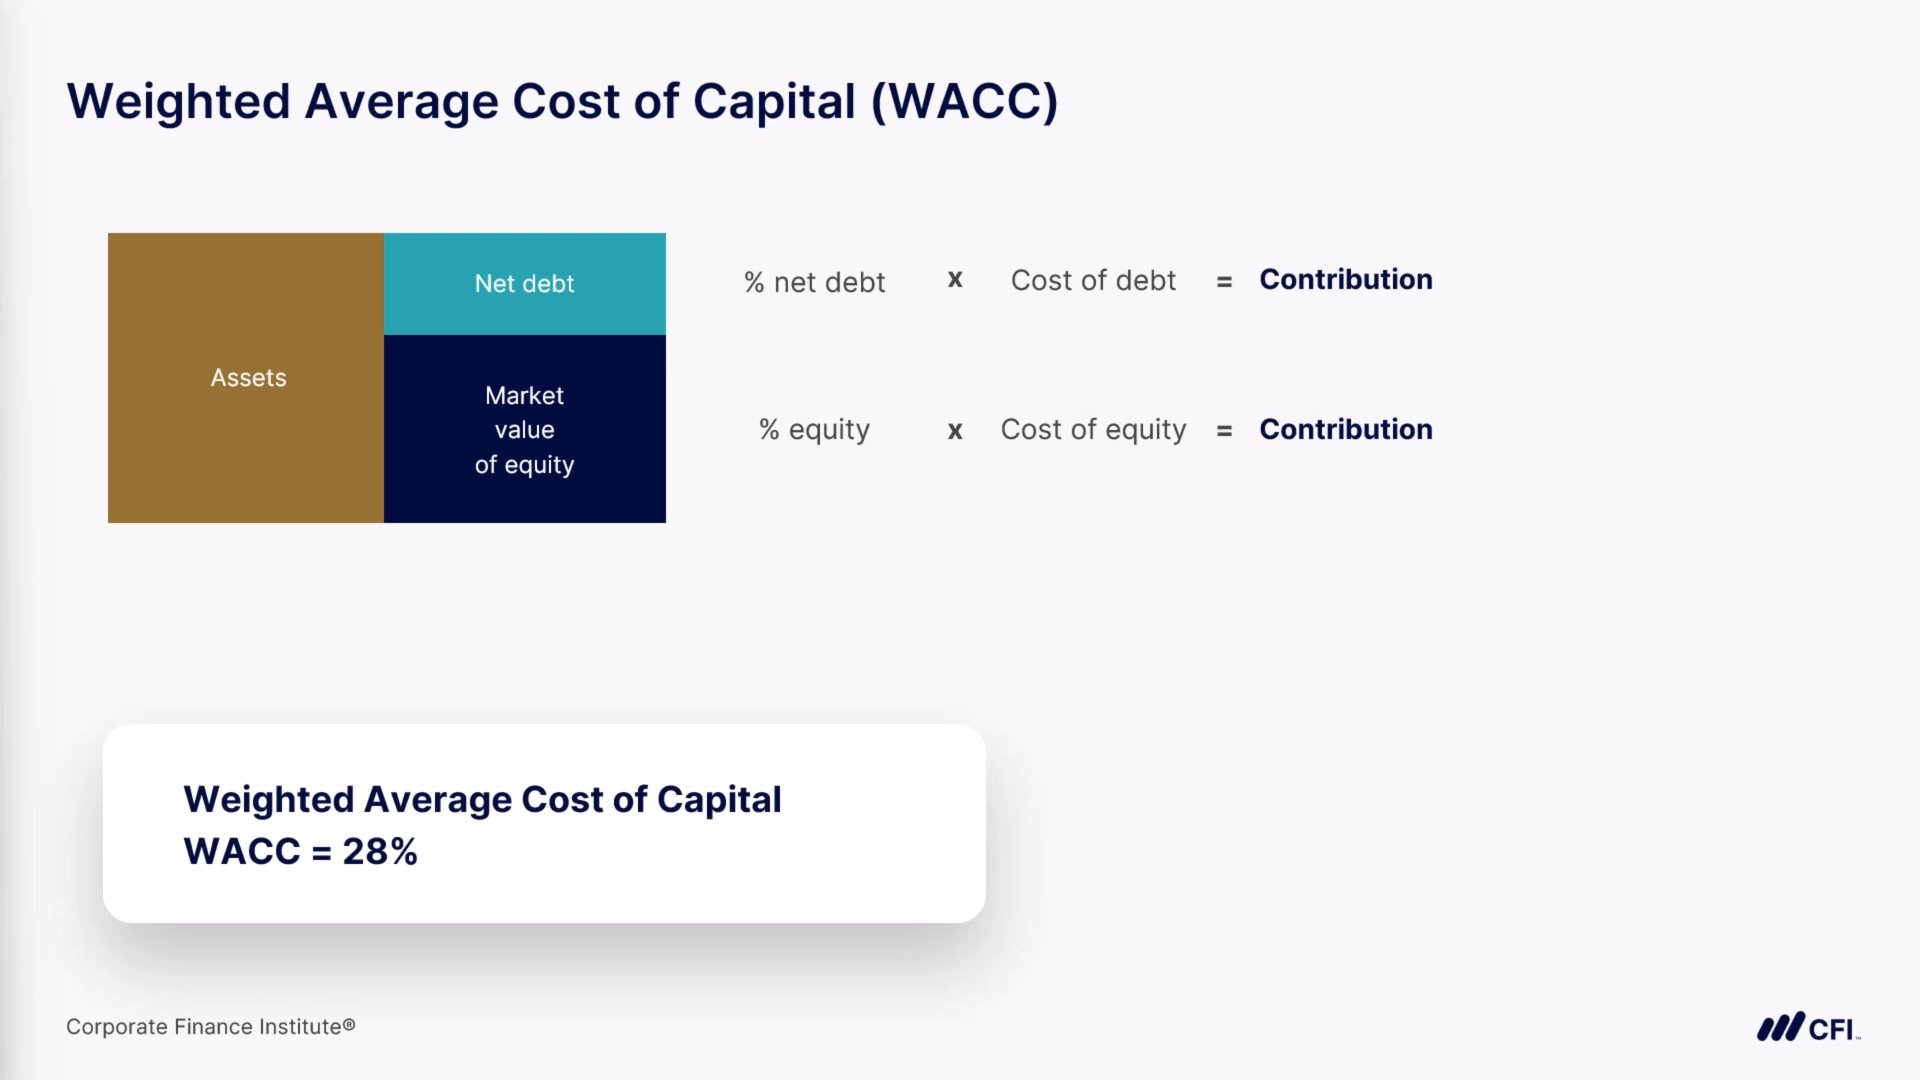 Weighted Average Cost of Capital (WACC)
Assets
Net debt
Market
value
of equity
% net debt x Cost of debt = Contribution
% equity x Cost of equity = Contribution
Weighted Average Cost of Capital
WACC = 28%
Corporate Finance Institute®
CFI™